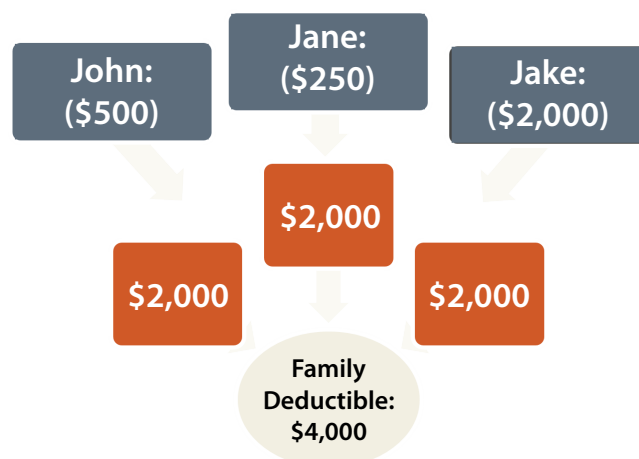 John:
($500)
Jane:
($250)
Jake:
($2,000)
$2,000
$2,000
$2,000
Family
Deductible:
$4,000